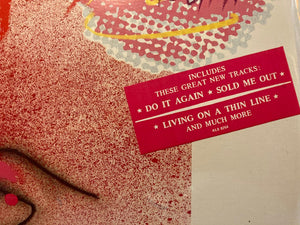 INCLUDES
THESE GREAT NEW TRACKS:
★ DO IT AGAIN ★ SOLD ME OUT ★
★ LIVING ON A THIN LINE ★
AND MUCH MORE